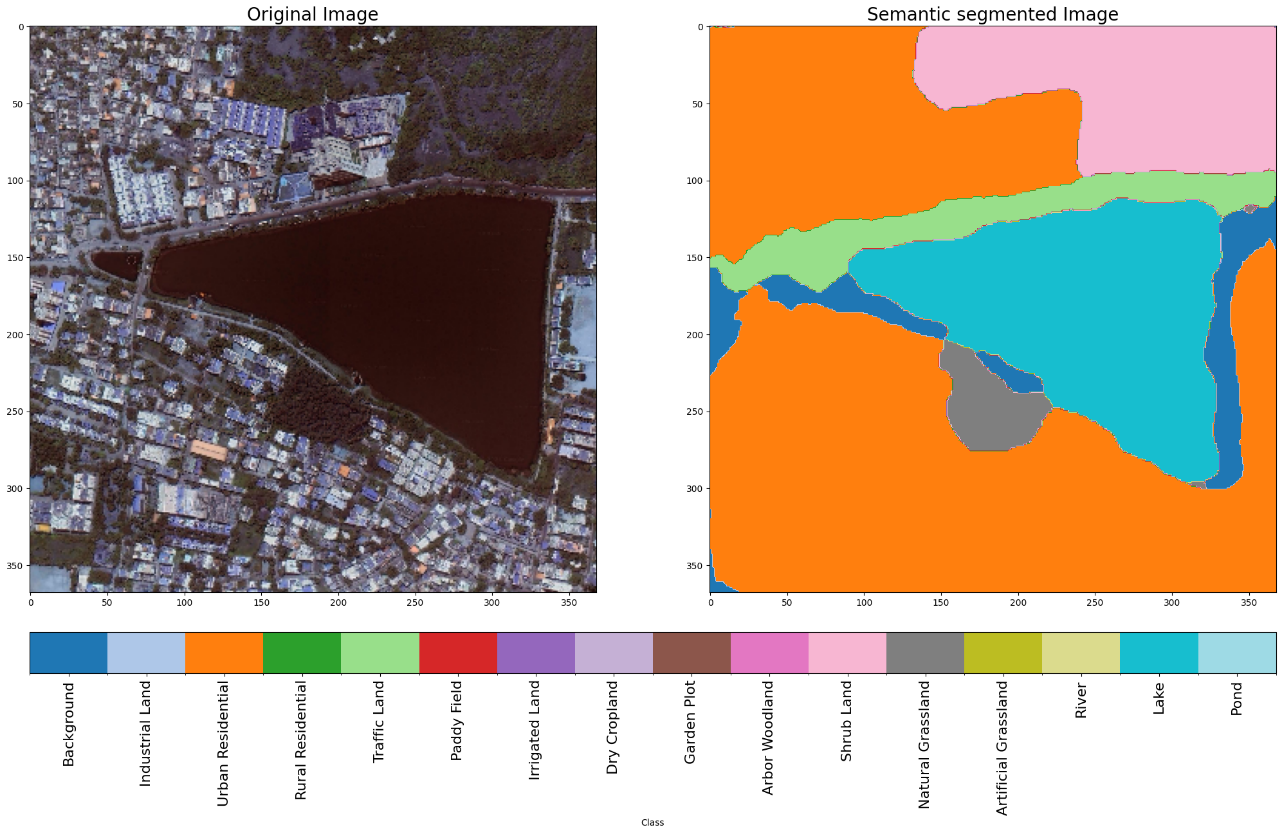 Original Image
Semantic segmented Image
0
50
100
150
200
250
300
350
0 50 100 150 200 250 300 350
0
50
100
150
200
250
300
350
0 50 100 150 200 250 300 350
Background
Industrial Land
Urban Residential
Rural Residential
Traffic Land
Paddy Field
Irrigated Land
Dry Cropland
Garden Plot
Arbor Woodland
Shrub Land
Natural Grassland
Artificial Grassland
River
Lake
Pond
Class